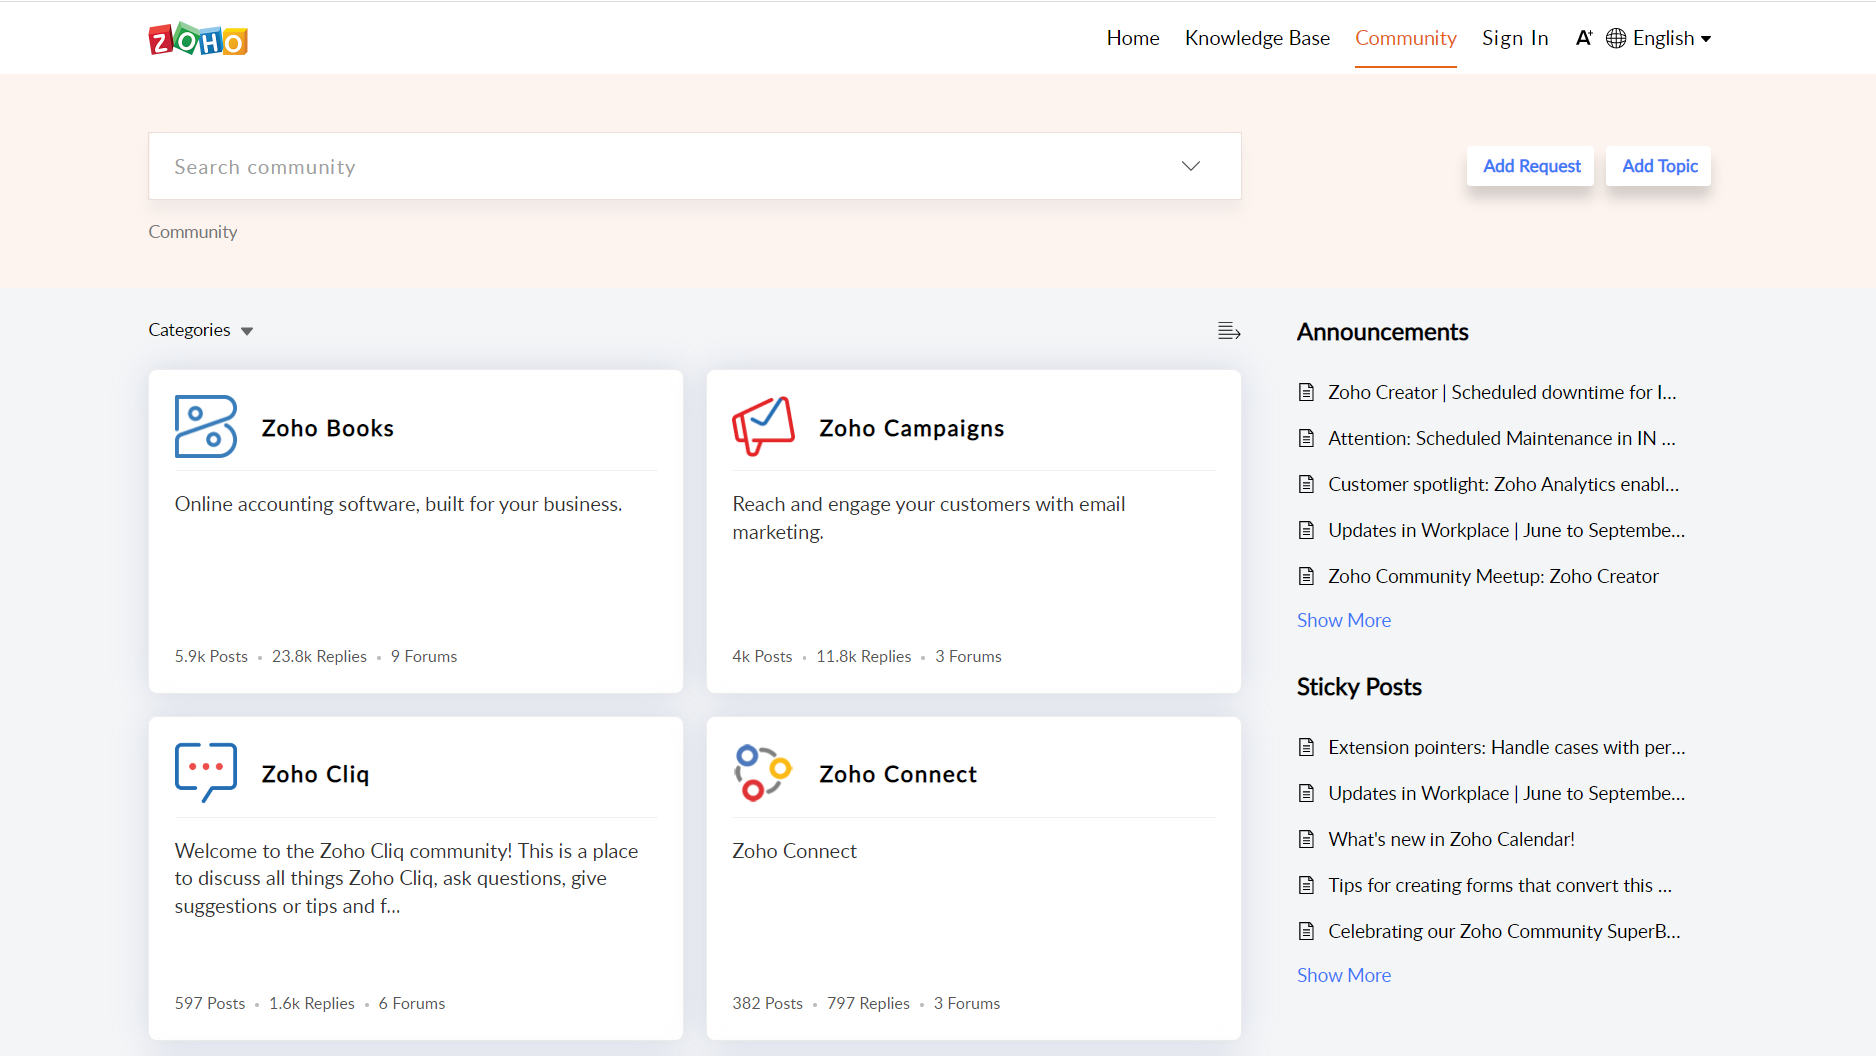 ZOHO
Home Knowledge Base Community Sign In A+ English
Search community
Add Request Add Topic
Community
Categories
Zoho Books
Online accounting software, built for your business.
5.9k Posts • 23.8k Replies • 9 Forums
Zoho Campaigns
Reach and engage your customers with email
marketing.
4k Posts • 11.8k Replies • 3 Forums
Zoho Cliq
Welcome to the Zoho Cliq community! This is a place
to discuss all things Zoho Cliq, ask questions, give
suggestions or tips and f...
597 Posts • 1.6k Replies • 6 Forums
Zoho Connect
Zoho Connect
382 Posts • 797 Replies • 3 Forums
Announcements
Zoho Creator | Scheduled downtime for I...
Attention: Scheduled Maintenance in IN ...
Customer spotlight: Zoho Analytics enabl...
Updates in Workplace | June to Septembe...
Zoho Community Meetup: Zoho Creator
Show More
Sticky Posts
Extension pointers: Handle cases with per...
Updates in Workplace | June to Septembe...
What's new in Zoho Calendar!
Tips for creating forms that convert this ...
Celebrating our Zoho Community SuperB...
Show More